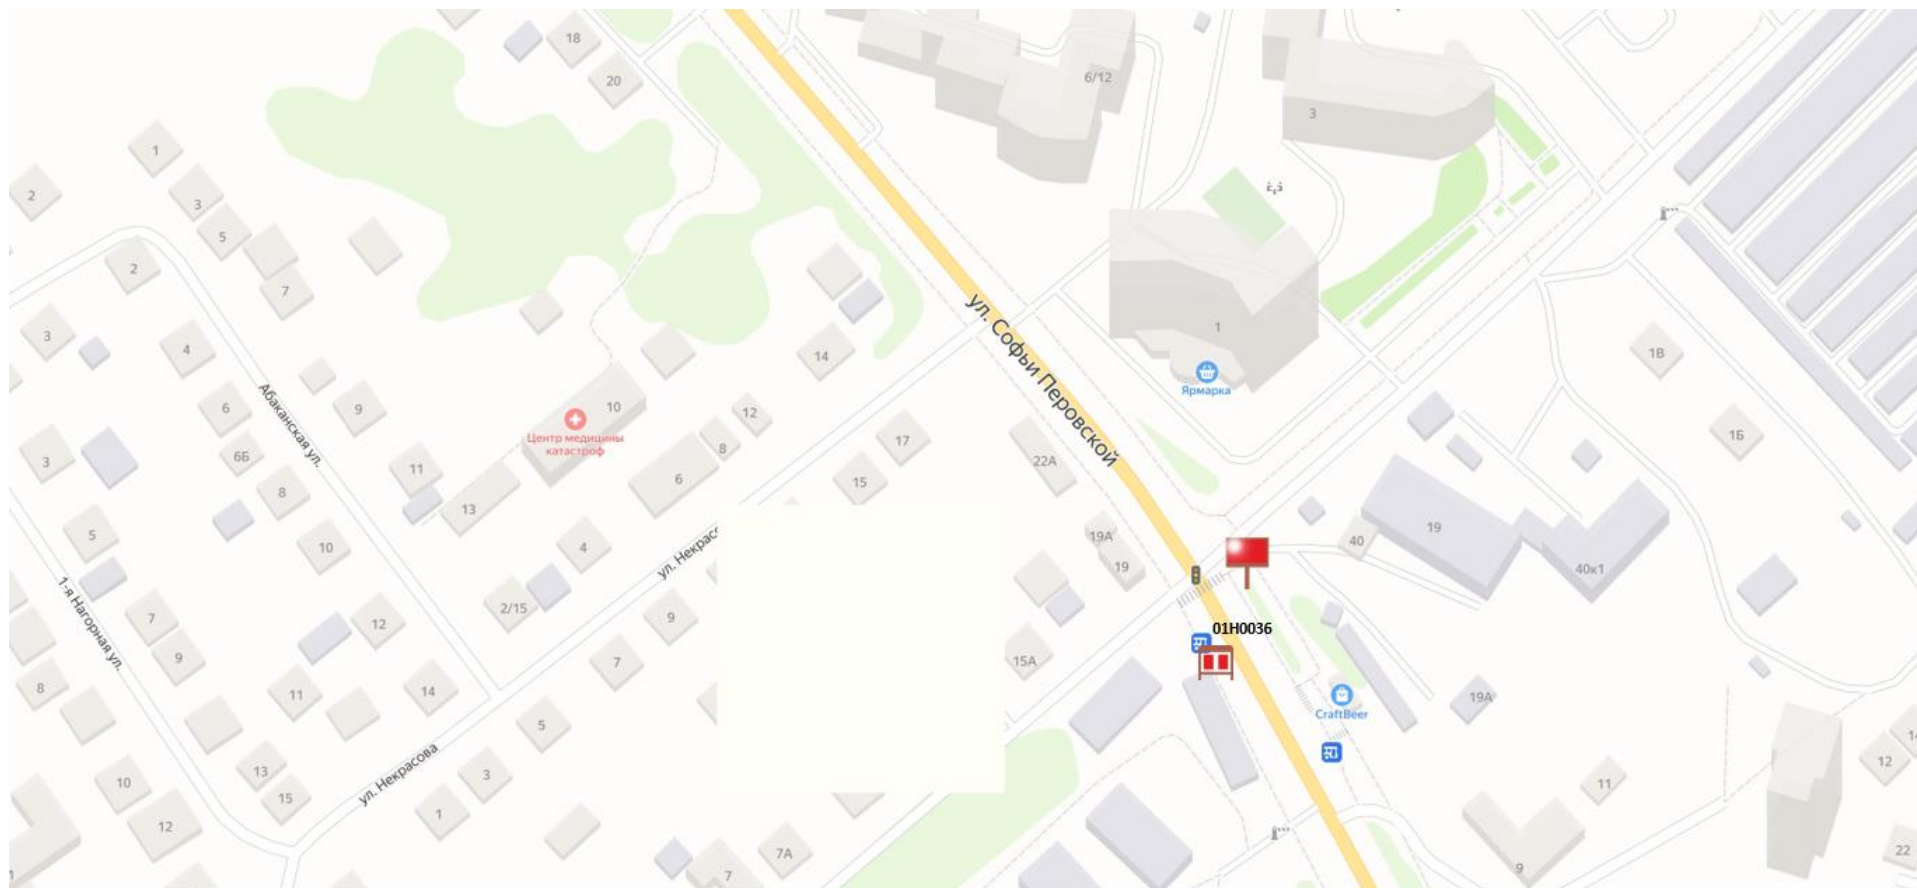 18
20
6/12
3
1
2
3
5
2
7
3
4
1
ул. Софьи Перовской
Ярмарка
1В
14
6
9
10
12
Абаканская ул.
Центр медицины
катастроф
8
17
1Б
3
6Б
11
22А
8
6
15
13
19
5
10
4
ул. Некрасо
19А
40
19
40к1
1-я Нагорная ул.
2/15
7
12
9
01Н0036
9
7
15А
8
11
14
19А
CraftBeer
5
13
ул. Некрасова
3
12
10
15
11
1
12
7А
9
22
7